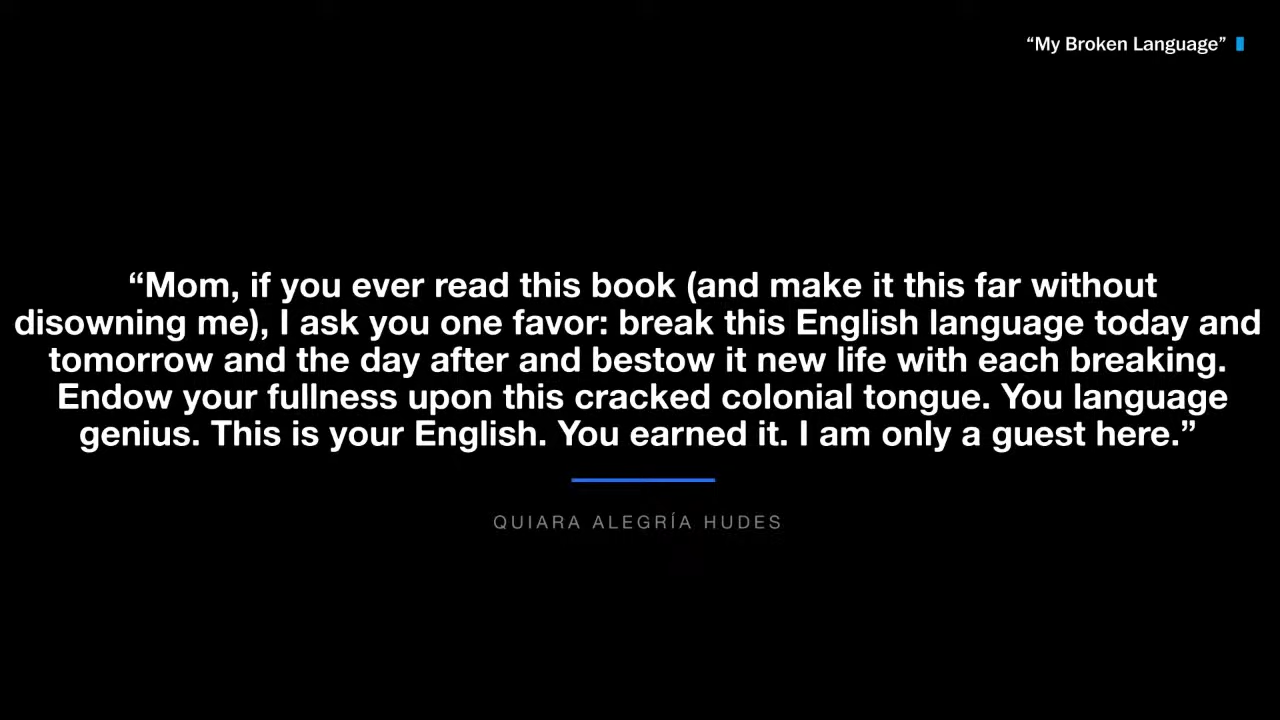 “My Broken Language”
“Mom, if you ever read this book (and make it this far without
disowning me), I ask you one favor: break this English language today and
tomorrow and the day after and bestow it new life with each breaking.
Endow your fullness upon this cracked colonial tongue. You language
genius. This is your English. You earned it. I am only a guest here.”
QUIARA ALEGRÍA HUDES